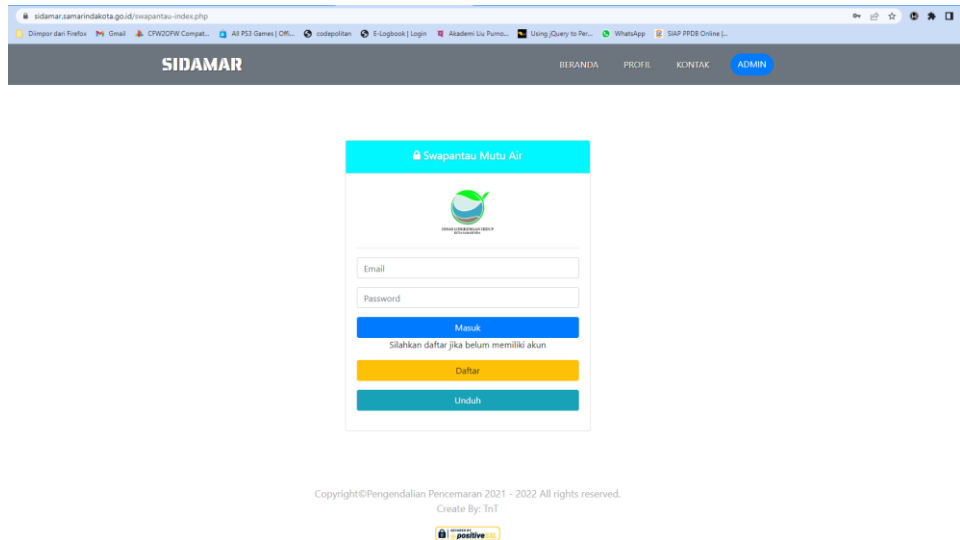 sidamar.samarindakota.go.id/swapantau-index.php
Diimpor dari Firefox Gmail CFW2OFW Compat... All PS3 Games | Offi... codepolitan E-Logbook | Login Akademi Liu Purno... Using jQuery to Per... WhatsApp SIAP PPDB Online |...
SIDAMAR BERANDA PROFIL KONTAK ADMIN
Swapantau Mutu Air
DINAS LINGKUNGAN HIDUP
KOTA SAMARINDA
Email
Password
Masuk
Silahkan daftar jika belum memiliki akun
Daftar
Unduh
Copyright©Pengendalian Pencemaran 2021 - 2022 All rights reserved.
Create By: TnT
SECURED BY
positiveSSL